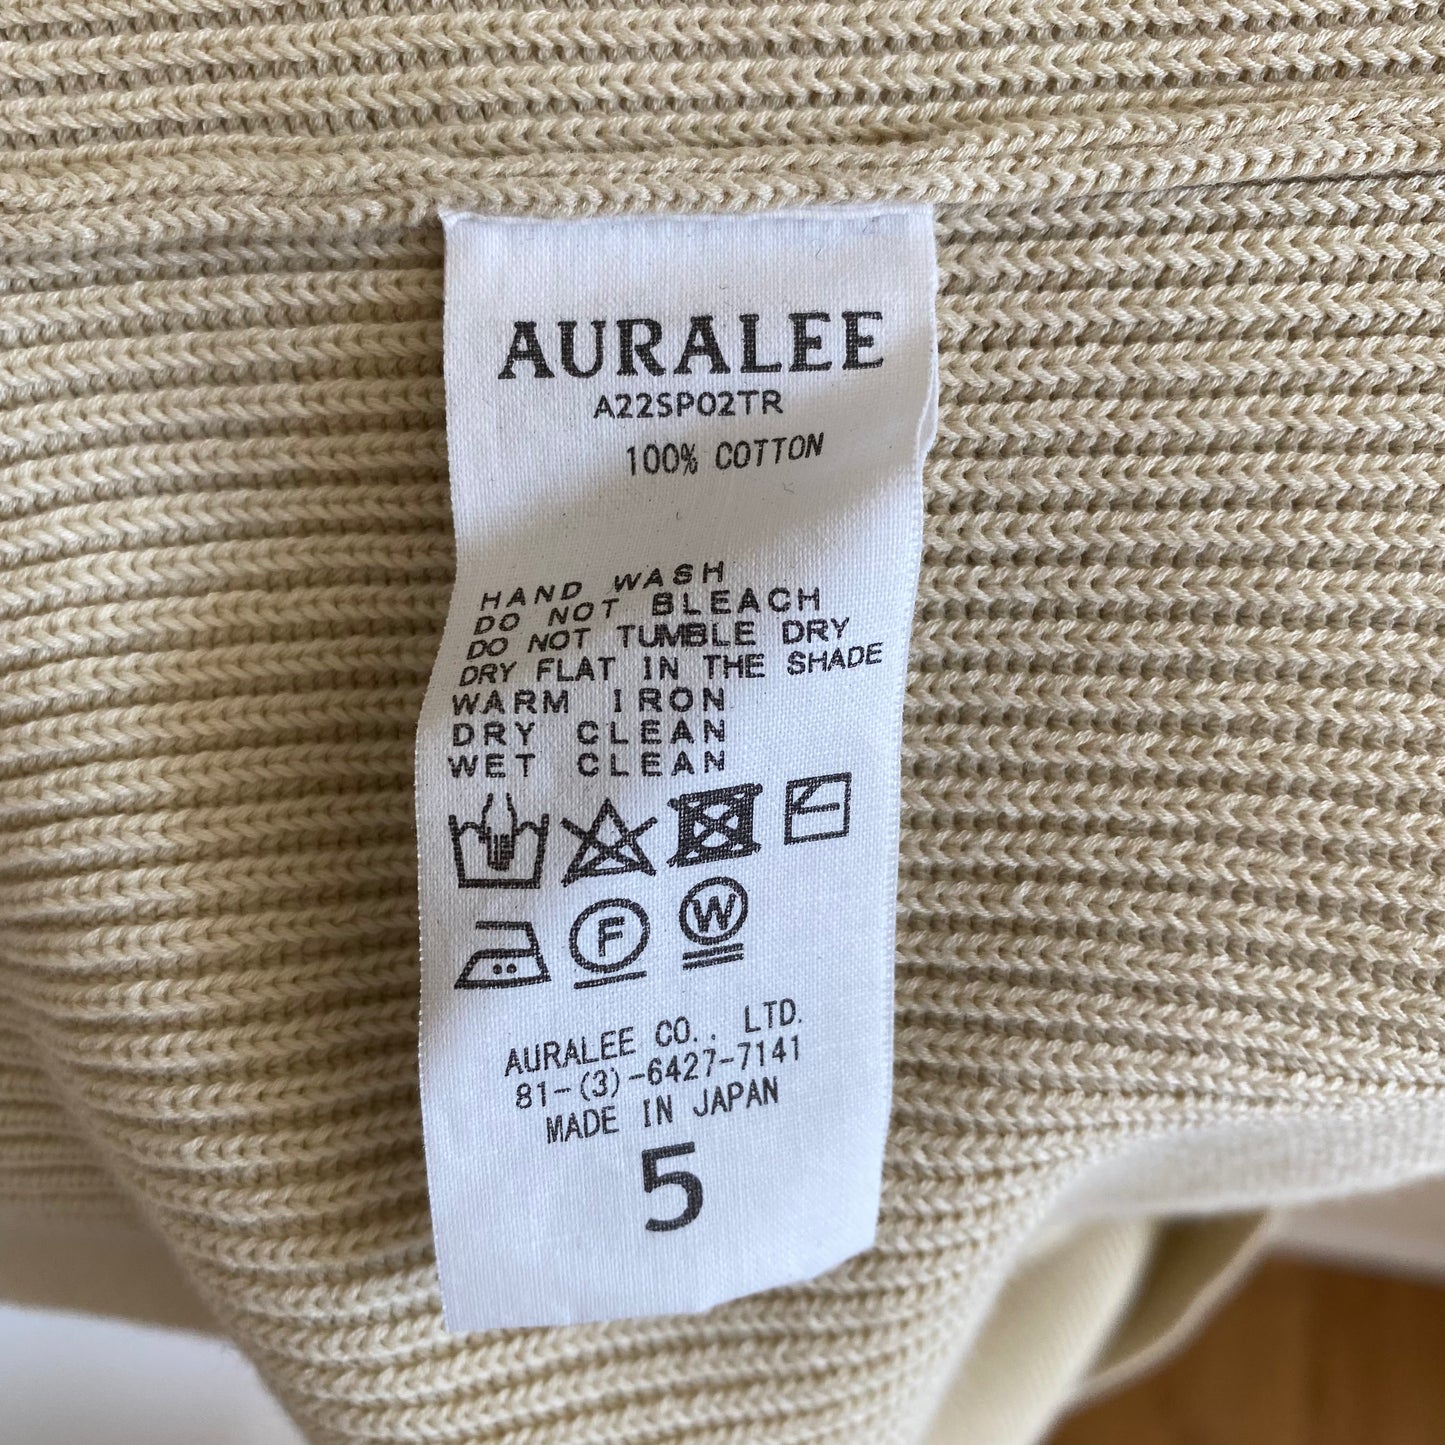 AURALEE
A22SP02TR
100% COTTON
HAND WASH
DO NOT BLEACH
DO NOT TUMBLE DRY
DRY FLAT IN THE SHADE
WARM IRON
DRY CLEAN
WET CLEAN
F W
AURALEE CO., LTD.
81-(3)-6427-7141
MADE IN JAPAN
5